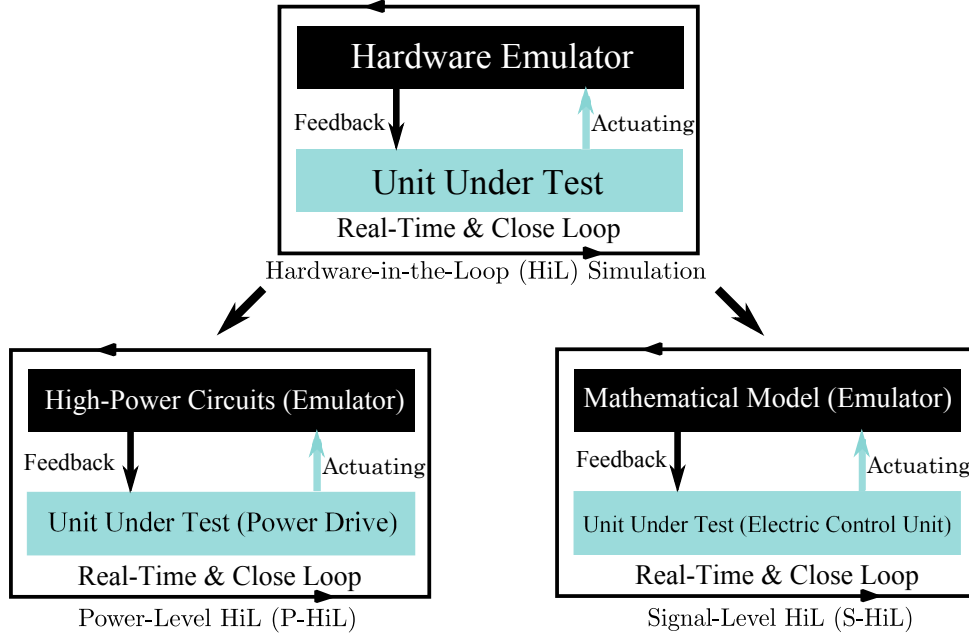 Hardware Emulator
Feedback
Actuating
Unit Under Test
Real-Time & Close Loop
Hardware-in-the-Loop (HiL) Simulation
High-Power Circuits (Emulator)
Feedback
Actuating
Unit Under Test (Power Drive)
Real-Time & Close Loop
Power-Level HiL (P-HiL)
Mathematical Model (Emulator)
Feedback
Actuating
Unit Under Test (Electric Control Unit)
Real-Time & Close Loop
Signal-Level HiL (S-HiL)